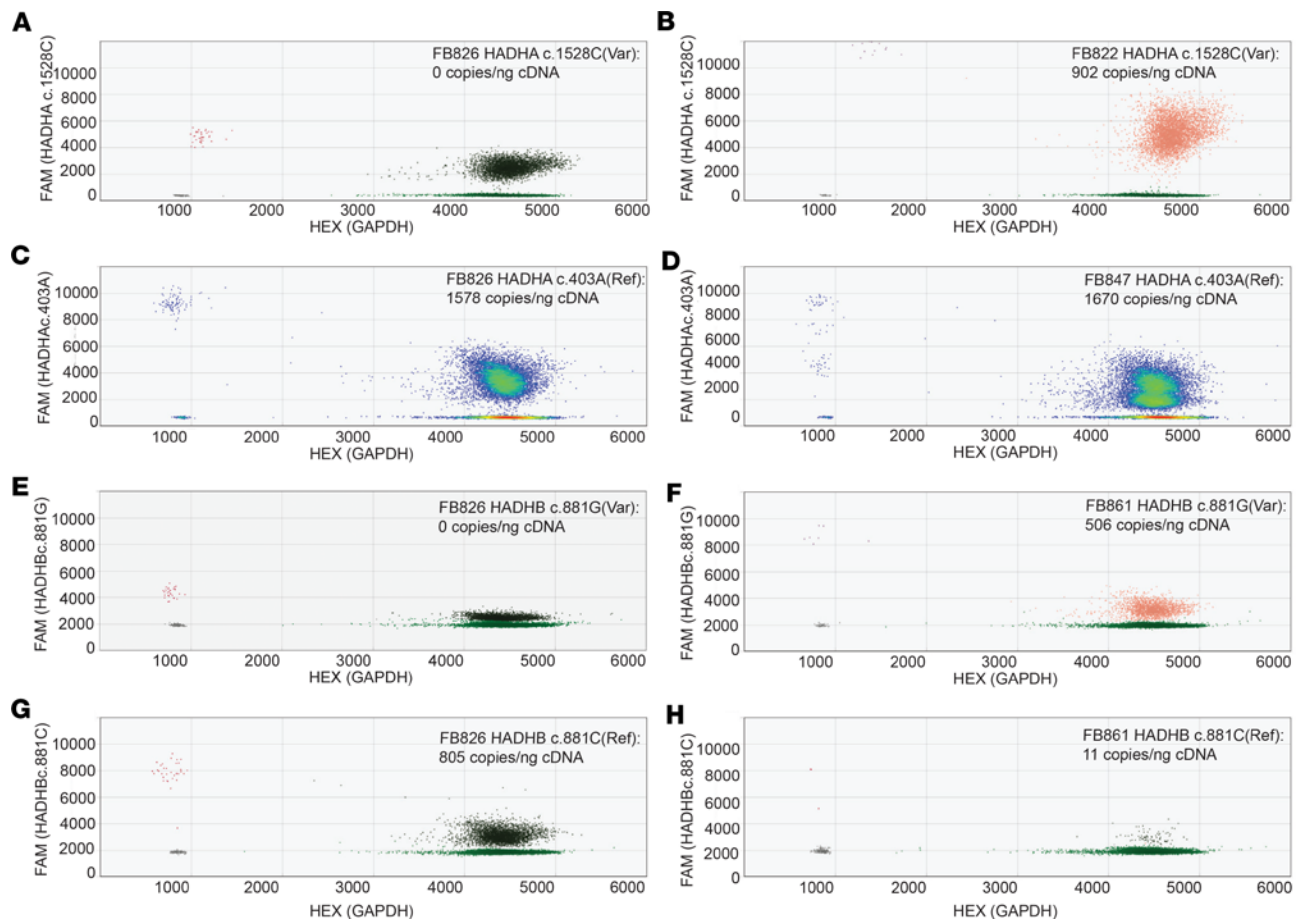 A
FB826 HADHA c.1528C(Var):
0 copies/ng cDNA
FAM (HADHA c.1528C)
10000
8000
6000
4000
2000
0
1000 2000 3000 4000 5000 6000
HEX (GAPDH)
B
FB822 HADHA c.1528C(Var):
902 copies/ng cDNA
FAM (HADHA c.1528C)
10000
8000
6000
4000
2000
0
1000 2000 3000 4000 5000 6000
HEX (GAPDH)
C
FB826 HADHA c.403A(Ref):
1578 copies/ng cDNA
FAM (HADHAc.403A)
10000
8000
6000
4000
2000
0
1000 2000 3000 4000 5000 6000
HEX (GAPDH)
D
FB847 HADHA c.403A(Ref):
1670 copies/ng cDNA
FAM (HADHAc.403A)
10000
8000
6000
4000
2000
0
1000 2000 3000 4000 5000 6000
HEX (GAPDH)
E
FB826 HADHB c.881G(Var):
0 copies/ng cDNA
FAM (HADHBc.881G)
10000
8000
6000
4000
2000
0
1000 2000 3000 4000 5000 6000
HEX (GAPDH)
F
FB861 HADHB c.881G(Var):
506 copies/ng cDNA
FAM (HADHBc.881G)
10000
8000
6000
4000
2000
0
1000 2000 3000 4000 5000 6000
HEX (GAPDH)
G
FB826 HADHB c.881C(Ref):
805 copies/ng cDNA
FAM (HADHBc.881C)
10000
8000
6000
4000
2000
0
1000 2000 3000 4000 5000 6000
HEX (GAPDH)
H
FB861 HADHB c.881C(Ref):
11 copies/ng cDNA
FAM (HADHBc.881C)
10000
8000
6000
4000
2000
0
1000 2000 3000 4000 5000 6000
HEX (GAPDH)